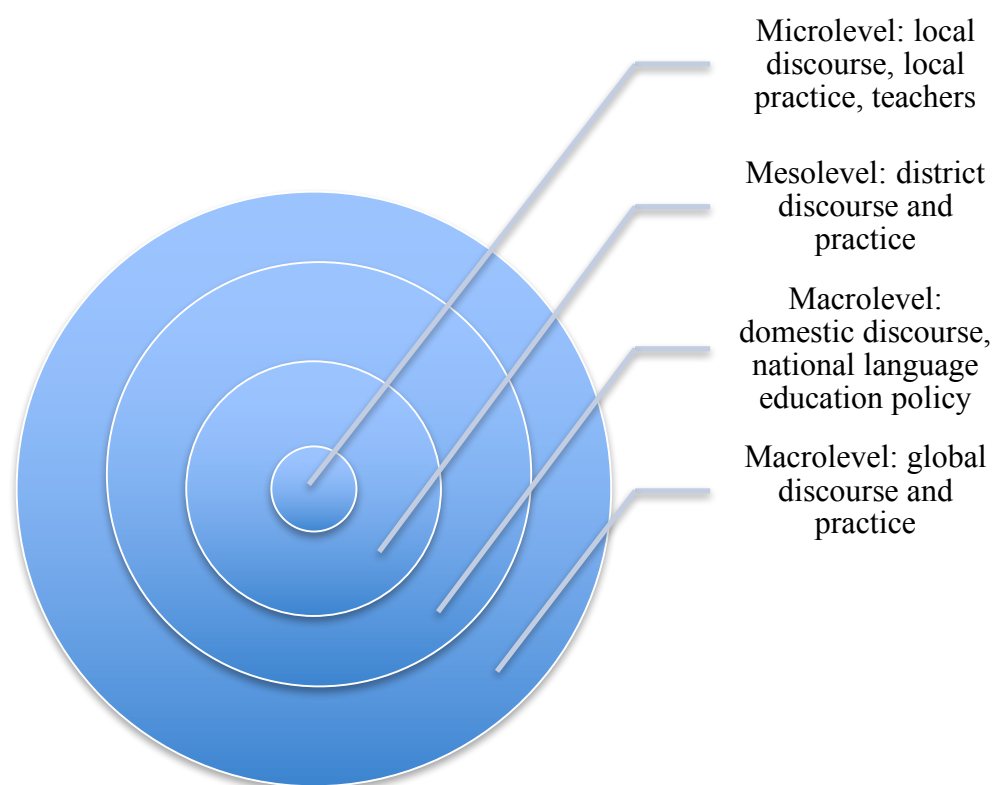 Microlevel: local
discourse, local
practice, teachers
Mesolevel: district
discourse and
practice
Macrolevel:
domestic discourse,
national language
education policy
Macrolevel: global
discourse and
practice